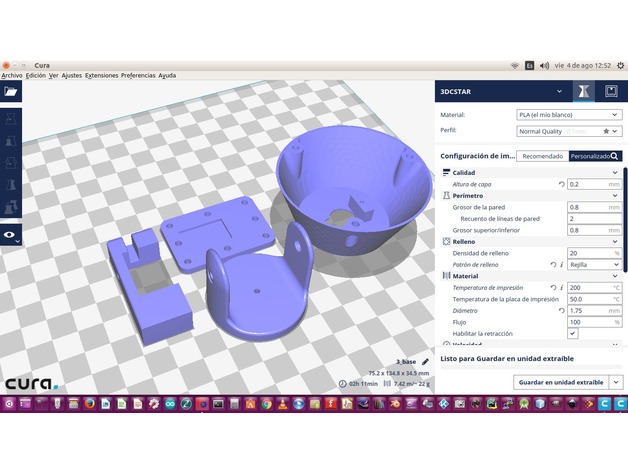 Cura
Es
vie 4 de ago 12:52
Archivo Edición Ver Ajustes Extensiones Preferencias Ayuda
3DCSTAR
Material: PLA (el mío blanco)
Perfil: Normal Quality
Configuración de im... Recomendado Personalizado
Calidad
Altura de capa 0.2 mm
Perímetro
Grosor de la pared 0.8 mm
Recuento de líneas de pared 2
Grosor superior/inferior 0.8 mm
Relleno
Densidad de relleno 20 %
Patrón de relleno i Rejilla
Material
Temperatura de impresión i 200 °C
Temperatura de la placa de impresión 50.0 °C
Diámetro 1.75 mm
Flujo 100 %
Habilitar la retracción
3_base
75.2 x 134.8 x 34.5 mm
02h 11min 7.42 m/~ 22 g
cura.
Listo para Guardar en unidad extraíble
Guardar en unidad extraíble